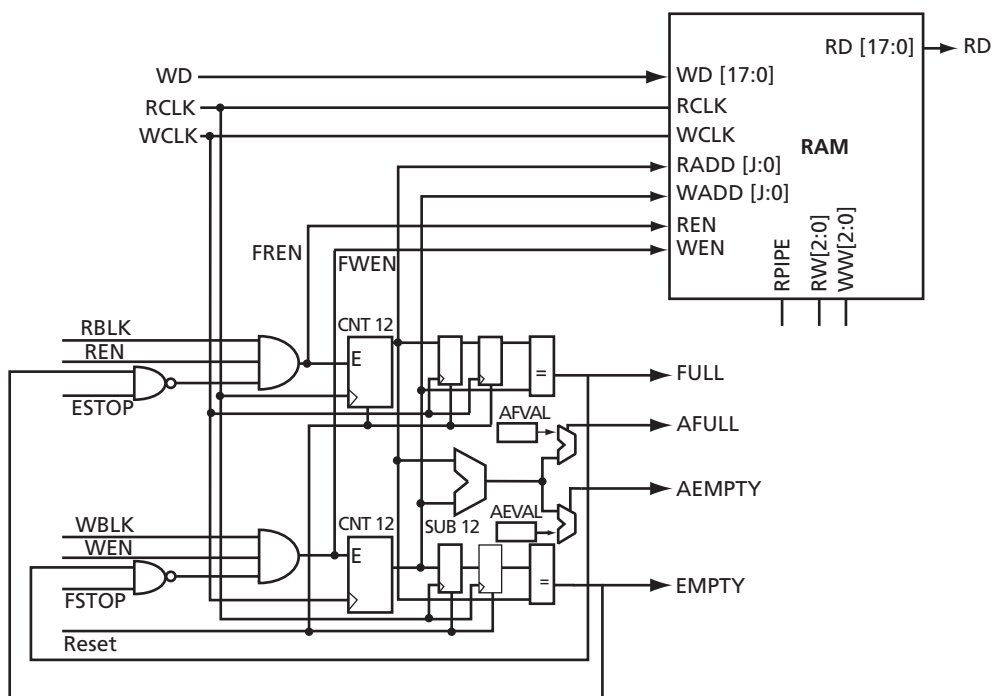 RD [17:0]
RD
WD
WD [17:0]
RCLK
RCLK
WCLK
WCLK
RAM
RADD [J:0]
WADD [J:0]
REN
FREN
FWEN
WEN
RPIPE
RW[2:0]
WW[2:0]
RBLK
CNT 12
REN
E
=
FULL
ESTOP
AFVAL
AFULL
AEMPTY
WBLK
CNT 12
SUB 12
AEVAL
WEN
E
=
EMPTY
FSTOP
Reset